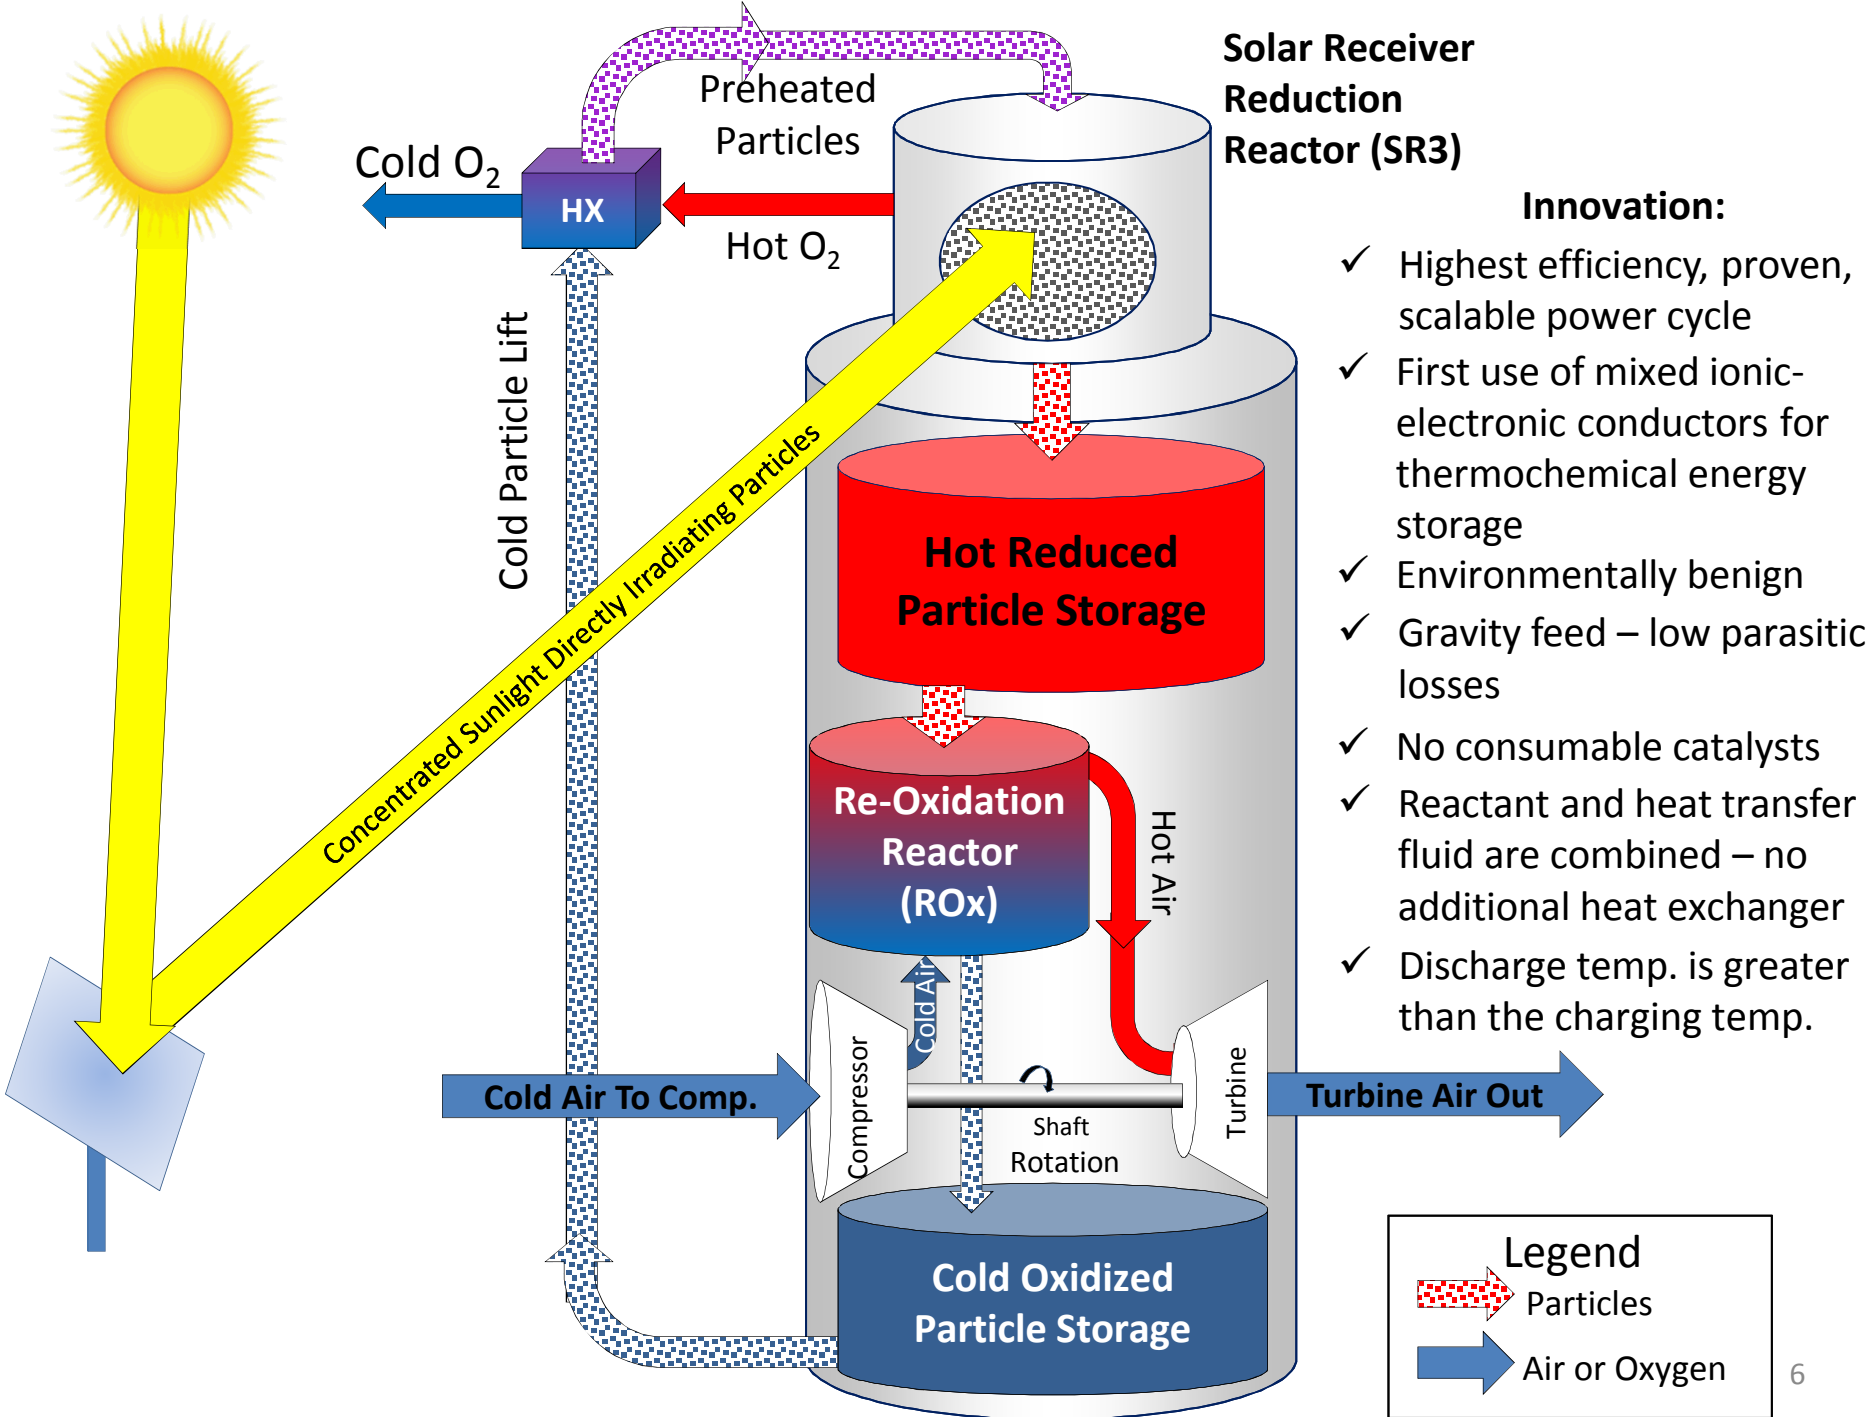 Solar Receiver
Reduction
Reactor (SR3)
Preheated
Particles
Cold O₂
HX
Hot O₂
Innovation:
✓ Highest efficiency, proven,
scalable power cycle
✓ First use of mixed ionic-
electronic conductors for
thermochemical energy
storage
✓ Environmentally benign
✓ Gravity feed – low parasitic
losses
✓ No consumable catalysts
✓ Reactant and heat transfer
fluid are combined – no
additional heat exchanger
✓ Discharge temp. is greater
than the charging temp.
Cold Particle Lift
Concentrated Sunlight Directly Irradiating Particles
Hot Reduced
Particle Storage
Re-Oxidation
Reactor
(ROx)
Hot Air
Cold Air
Cold Air To Comp.
Compressor
Shaft
Rotation
Turbine
Turbine Air Out
Cold Oxidized
Particle Storage
Legend
Particles
Air or Oxygen
6